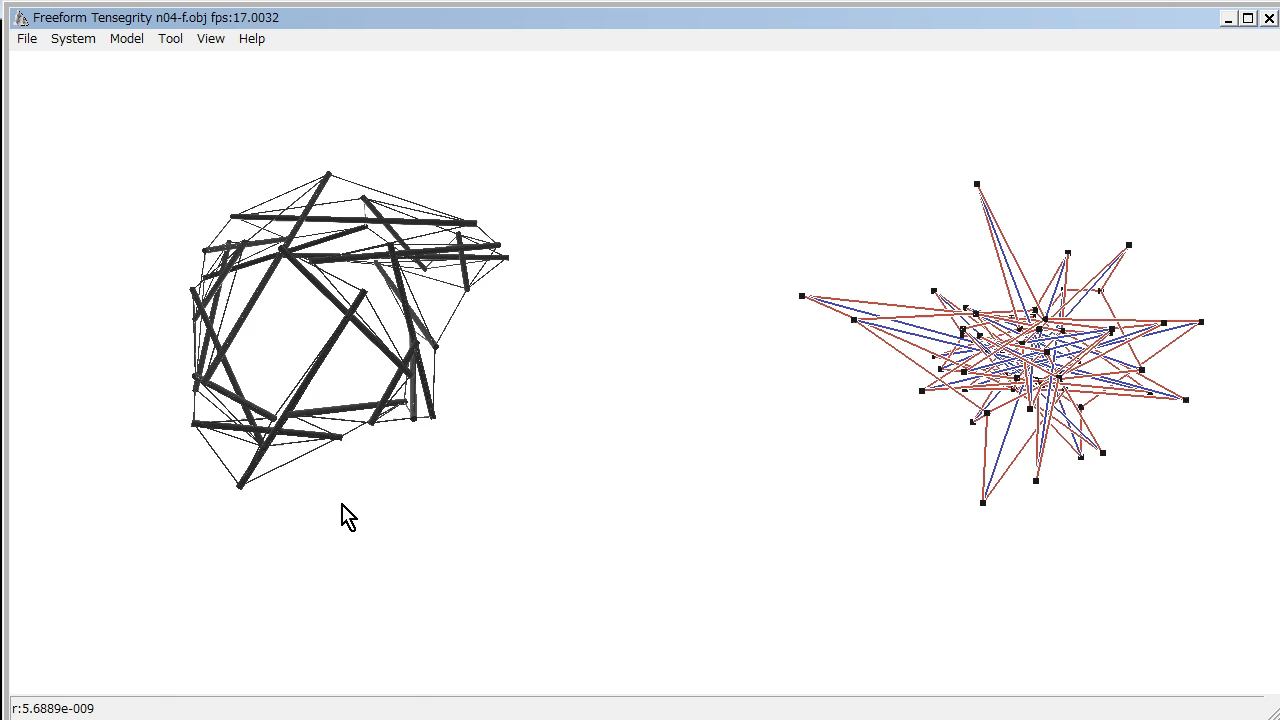 Freeform Tensegrity n04-f.obj fps:17.0032
File System Model Tool View Help
r:5.6889e-009